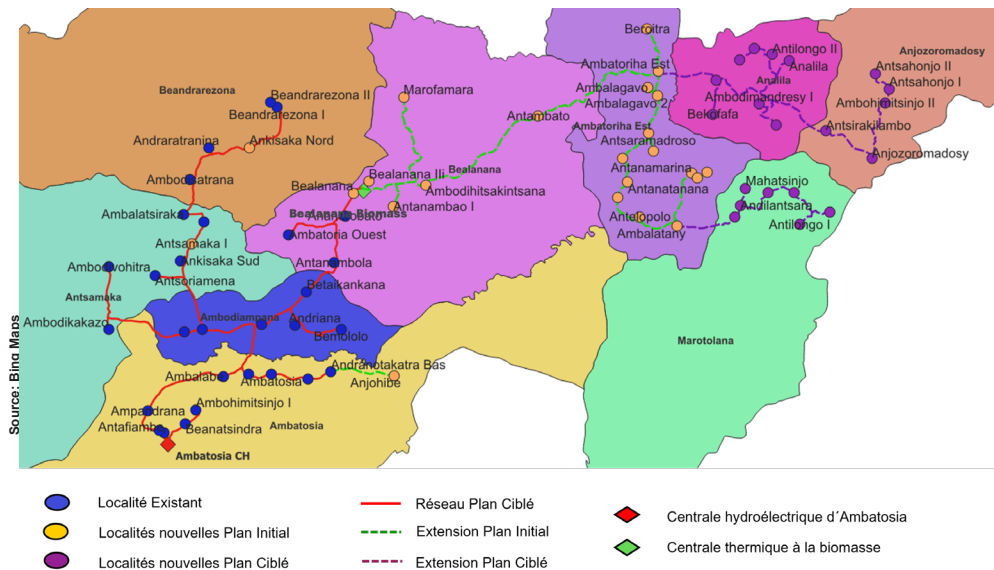 Beroitra
Antilongo II
Analila
Analila
Anjozoromadosy
Antsahonjo II
Antsahonjo I
Ambohimitsinjo II
Ambatoriha Est
Ambalagavo
Ambalagavo 2
Ambodimandresy I
Bekofafa
Antsirakilambo
Anjozoromadosy
Beandrarezona
Beandrarezona II
Beandrarezona I
Marofamara
Antambato
Ambatoriha Est
Andraratranina
Ankisaka Nord
Antsaramadroso
Ambodisatrana
Bealanana IIi
Bealanana
Bealanana
Ambodihitsakintsana
Antanambao I
Antanamarina
Antanatanana
Mahatsinjo
Andilantsara
Antilongo I
Ambalatsiraka
Bealanana Biomass
Ambatoria Ouest
Antelopolo
Ambalatany
Antsamaka I
Ankisaka Sud
Ambodivohitra
Antsoriamena
Antanambola
Betaikankana
Antsamaka
Ambodikakazo
Ambodiampana
Andriana
Bemololo
Marotolana
Andranotakatra Bas
Ambalabe
Ambatosia
Anjohibe
Ampandrana
Ambohimitsinjo I
Antafiambe
Beanatsindra
Ambatosia
Ambatosia CH
Source: Bing Maps
Localité Existant
Localités nouvelles Plan Initial
Localités nouvelles Plan Ciblé
Réseau Plan Ciblé
Extension Plan Initial
Extension Plan Ciblé
Centrale hydroélectrique d´Ambatosia
Centrale thermique à la biomasse